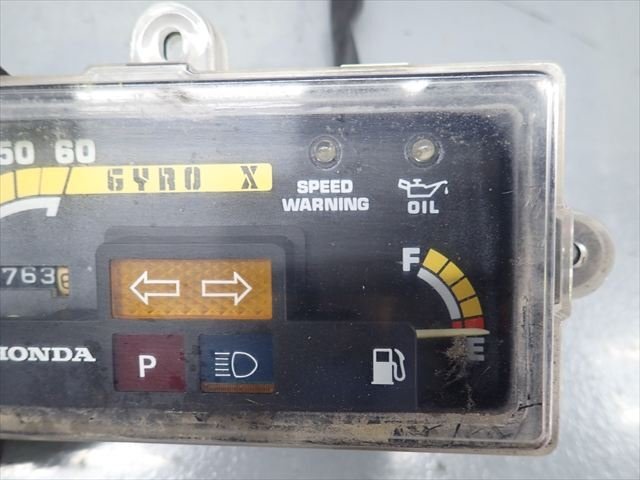 50 60
GYRO X
SPEED
WARNING
OIL
F
763
HONDA
P
E